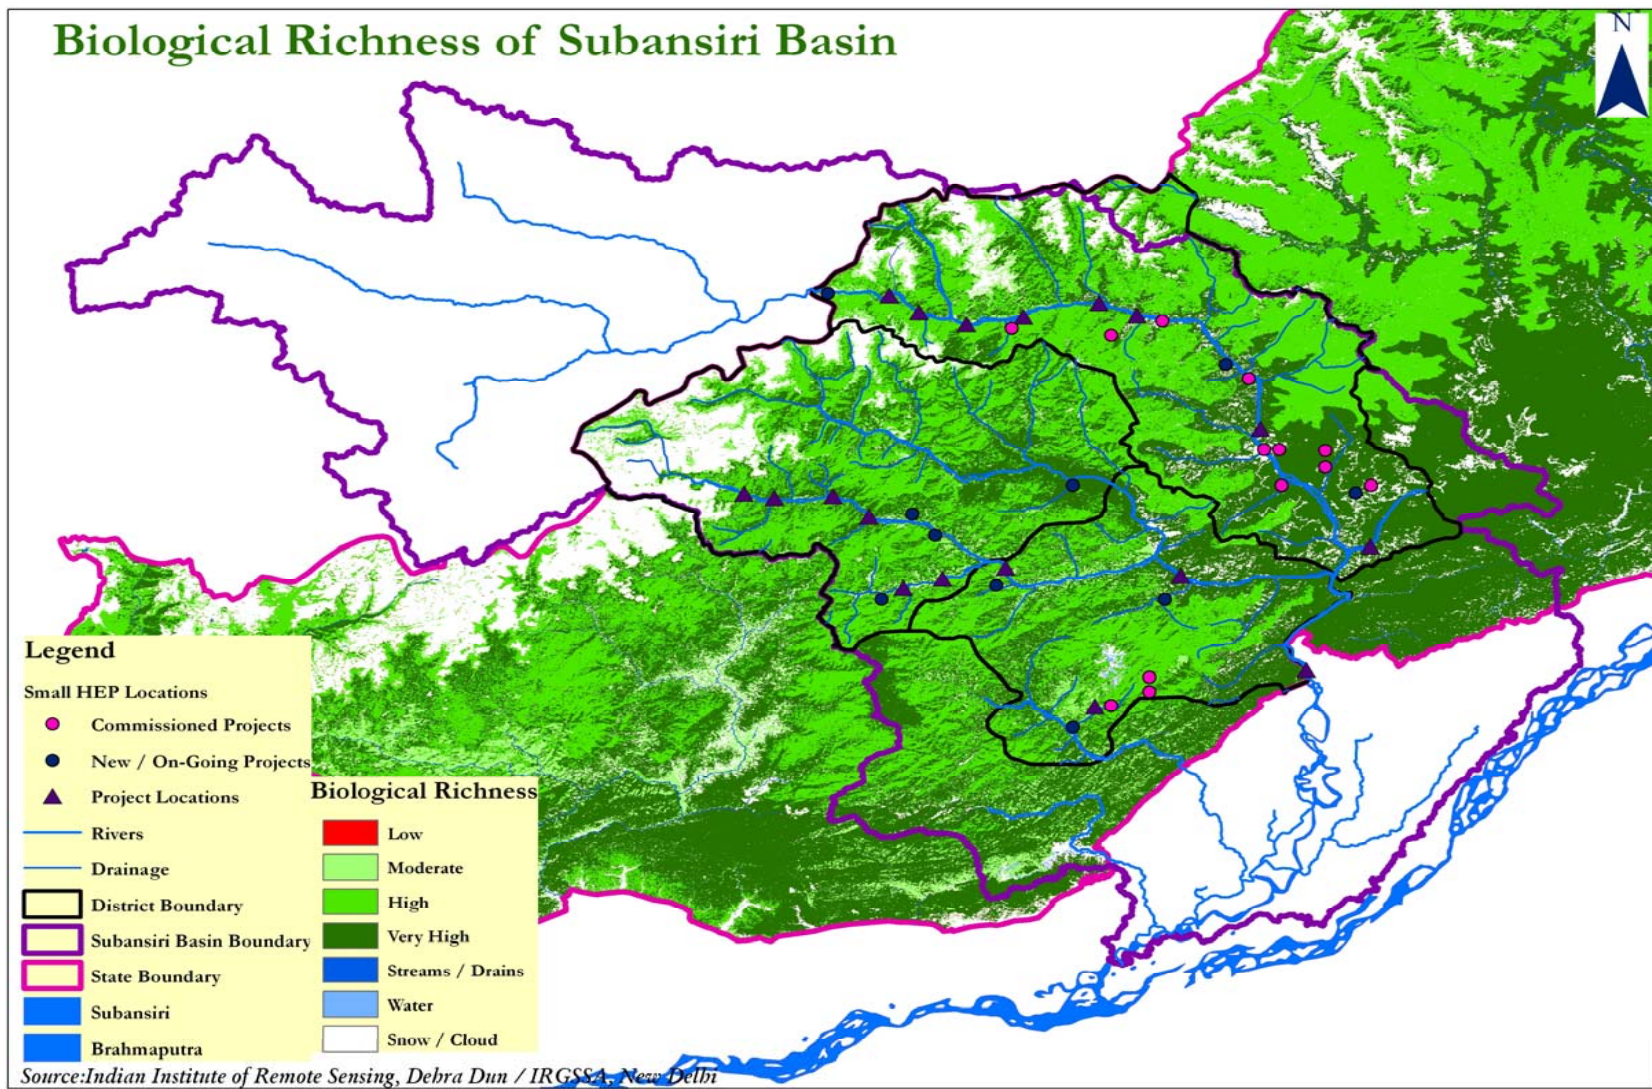 Biological Richness of Subansiri Basin
N
Legend
Small HEP Locations
Commissioned Projects
New / On-Going Projects
Project Locations
Rivers
Drainage
District Boundary
Subansiri Basin Boundary
State Boundary
Subansiri
Brahmaputra
Biological Richness
Low
Moderate
High
Very High
Streams / Drains
Water
Snow / Cloud
Source:Indian Institute of Remote Sensing, Debra Dun / IRGSSA, New Delhi